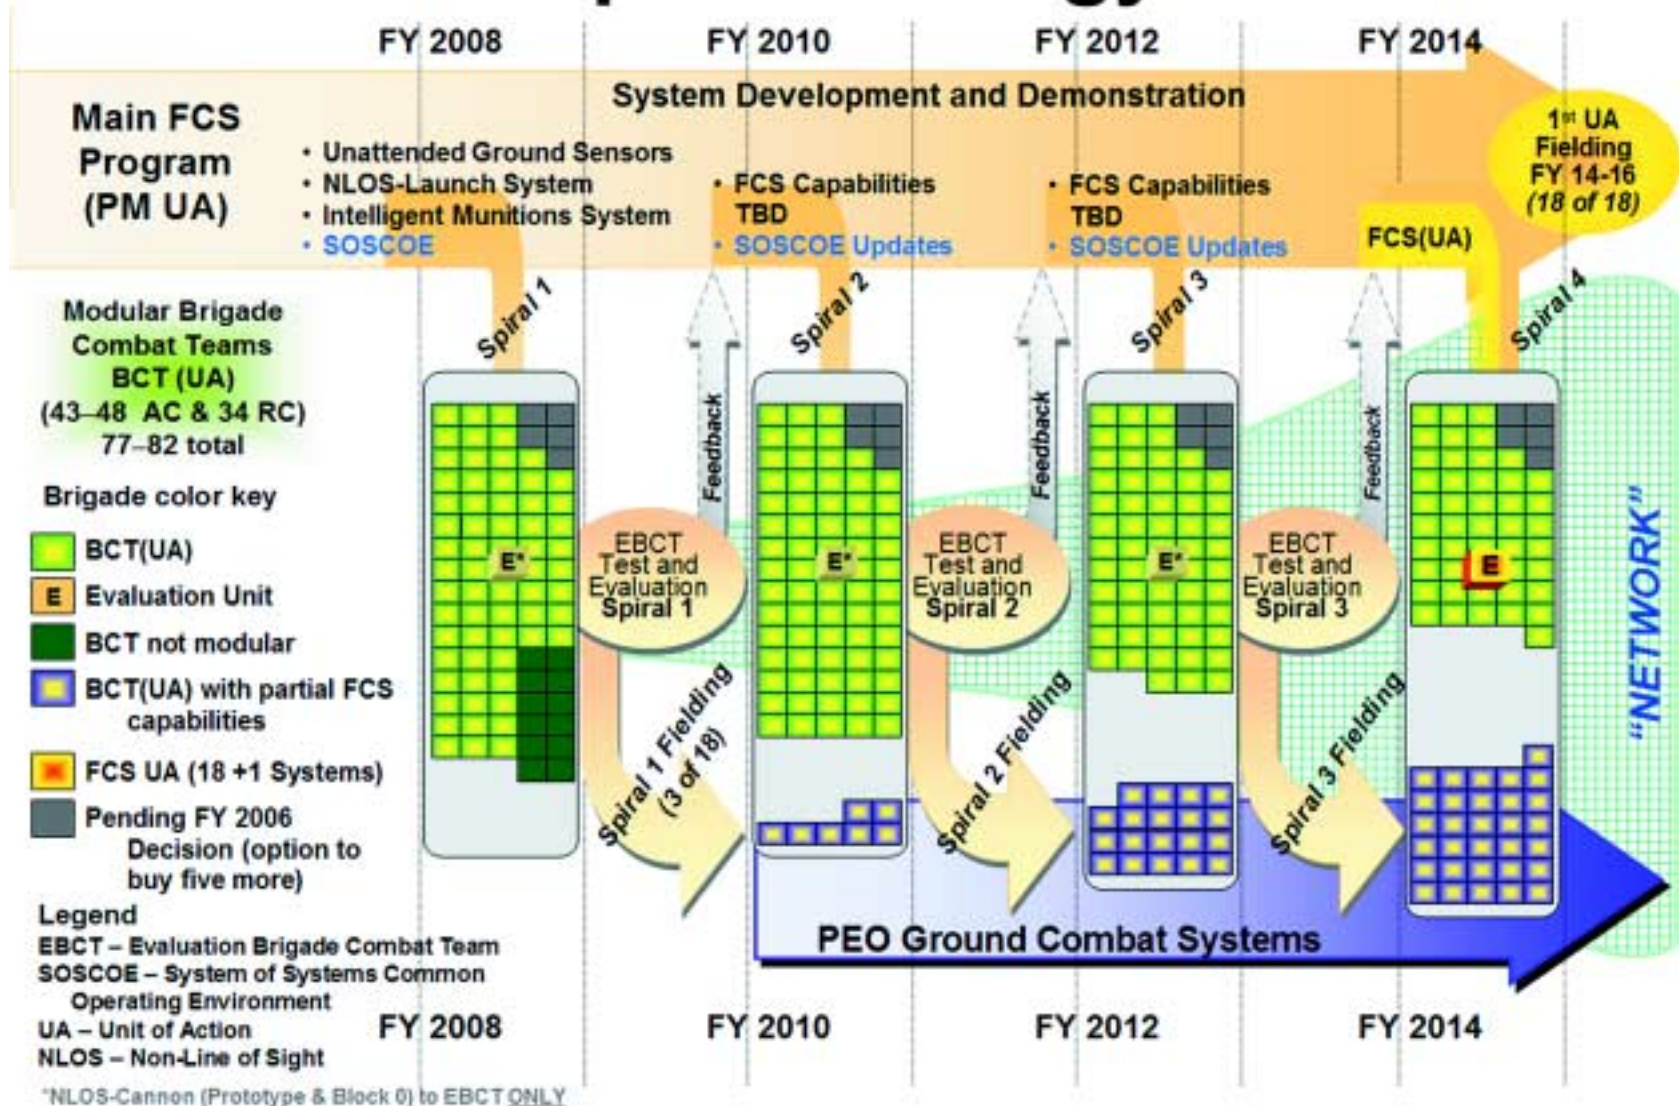 FY 2008 FY 2010 FY 2012 FY 2014
System Development and Demonstration
Main FCS
Program
(PM UA)
• Unattended Ground Sensors
• NLOS-Launch System
• Intelligent Munitions System
• SOSCOE
• FCS Capabilities
TBD
• SOSCOE Updates
• FCS Capabilities
TBD
• SOSCOE Updates
FCS(UA)
1st UA
Fielding
FY 14-16
(18 of 18)
Spiral 1
Spiral 2
Spiral 3
Spiral 4
Modular Brigade
Combat Teams
BCT (UA)
(43–48 AC & 34 RC)
77–82 total
Brigade color key
BCT(UA)
E Evaluation Unit
BCT not modular
BCT(UA) with partial FCS
capabilities
FCS UA (18 +1 Systems)
Pending FY 2006
Decision (option to
buy five more)
Legend
EBCT – Evaluation Brigade Combat Team
SOSCOE – System of Systems Common
Operating Environment
UA – Unit of Action
NLOS – Non-Line of Sight
*NLOS-Cannon (Prototype & Block 0) to EBCT ONLY
E*
E*
E*
E
Feedback
Feedback
Feedback
EBCT
Test and
Evaluation
Spiral 1
EBCT
Test and
Evaluation
Spiral 2
EBCT
Test and
Evaluation
Spiral 3
Spiral 1 Fielding
(3 of 18)
Spiral 2 Fielding
Spiral 3 Fielding
"NETWORK"
PEO Ground Combat Systems
FY 2008 FY 2010 FY 2012 FY 2014